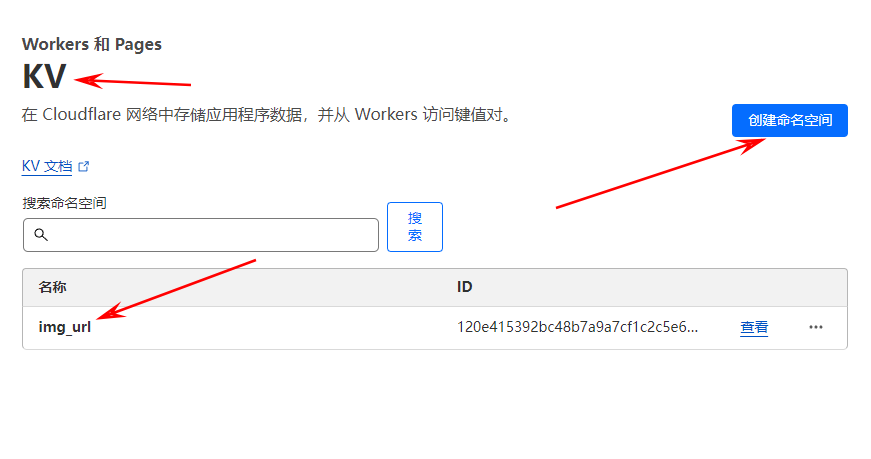 Workers 和 Pages
KV
在 Cloudflare 网络中存储应用程序数据，并从 Workers 访问键值对。
创建命名空间
KV 文档
搜索命名空间
搜
索
名称 ID
img_url 120e415392bc48b7a9a7cf1c2c5e6... 查看 ...